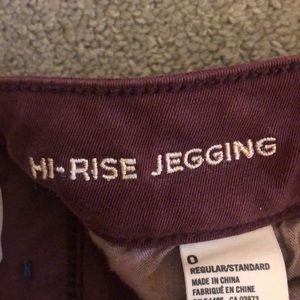 HI-RISE JEGGING
0
REGULAR/STANDARD
MADE IN CHINA
FABRIQUÉ EN CHINE